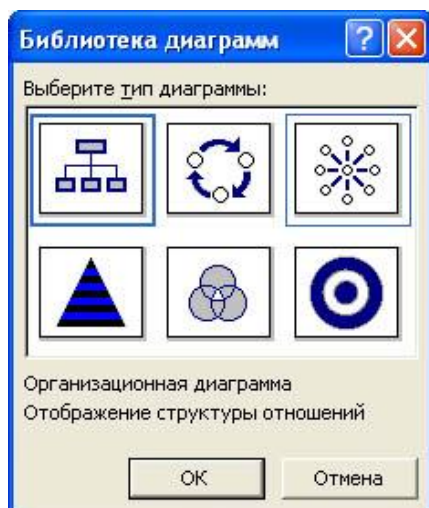 Библиотека диаграмм
Выберите тип диаграммы:
Организационная диаграмма
Отображение структуры отношений
ОК
Отмена